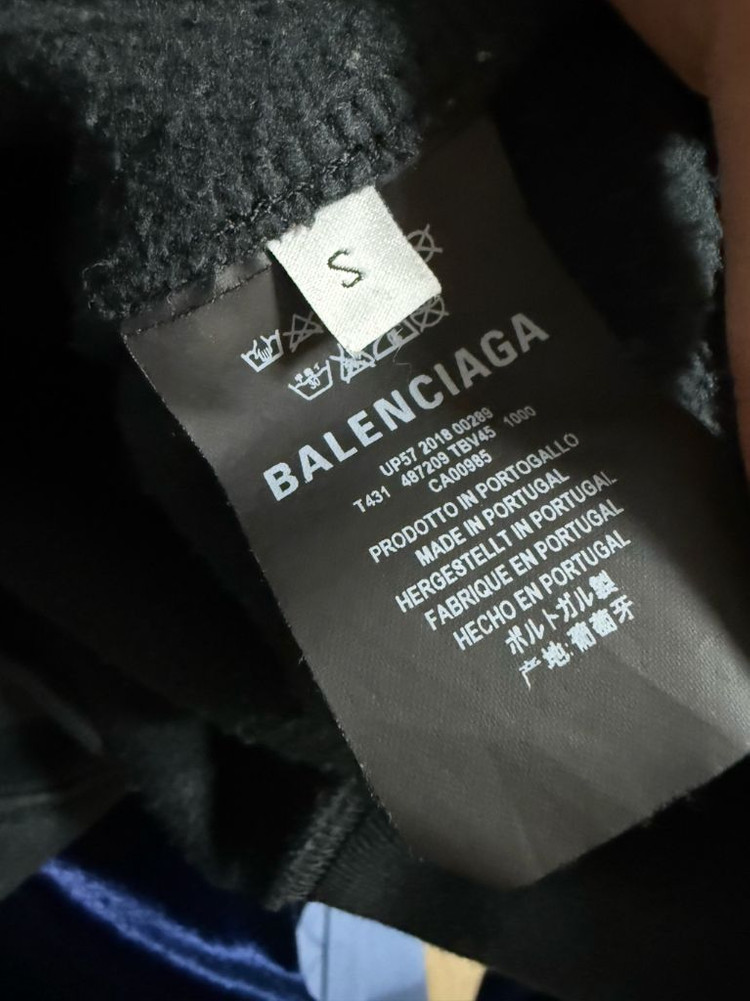 S
30
BALENCIAGA
UP57 2018 00289
T431 487209 TBV45 1000
CA00985
PRODOTTO IN PORTOGALLO
MADE IN PORTUGAL
HERGESTELLT IN PORTUGAL
FABRIQUE EN PORTUGAL
HECHO EN PORTUGAL
ポルトガル製
产地:葡萄牙